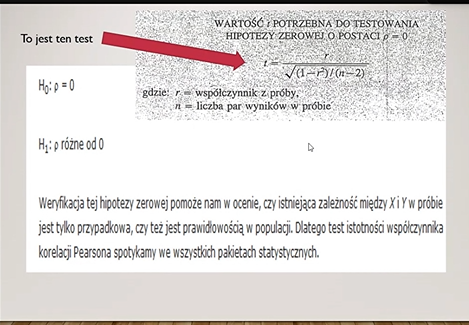 WARTOŚĆ t POTRZEBNA DO TESTOWANIA
HIPOTEZY ZEROWEJ O POSTACI ρ = 0
To jest ten test
t = r / √(1 − r²) / (n − 2)
gdzie: r = współczynnik z próby,
n = liczba par wyników w próbie
H₀: ρ = 0
H₁: ρ różne od 0
Weryfikacja tej hipotezy zerowej pomoże nam w ocenie, czy istniejąca zależność między X i Y w próbie
jest tylko przypadkowa, czy też jest prawidłowością w populacji. Dlatego test istotności współczynnika
korelacji Pearsona spotykamy we wszystkich pakietach statystycznych.